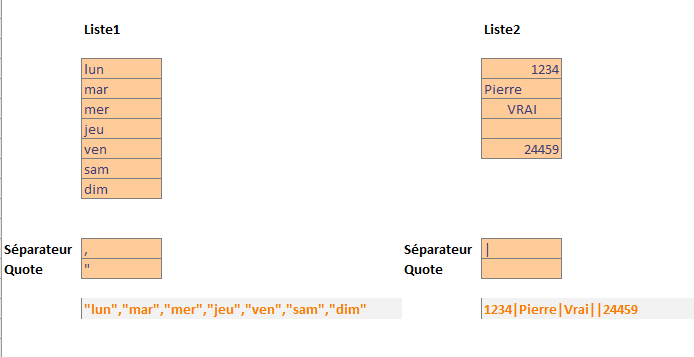 Liste1 Liste2
lun 1234
mar Pierre
mer VRAI
jeu
ven 24459
sam
dim
Séparateur , Séparateur |
Quote " Quote
"lun","mar","mer","jeu","ven","sam","dim" 1234|Pierre|Vrai||24459